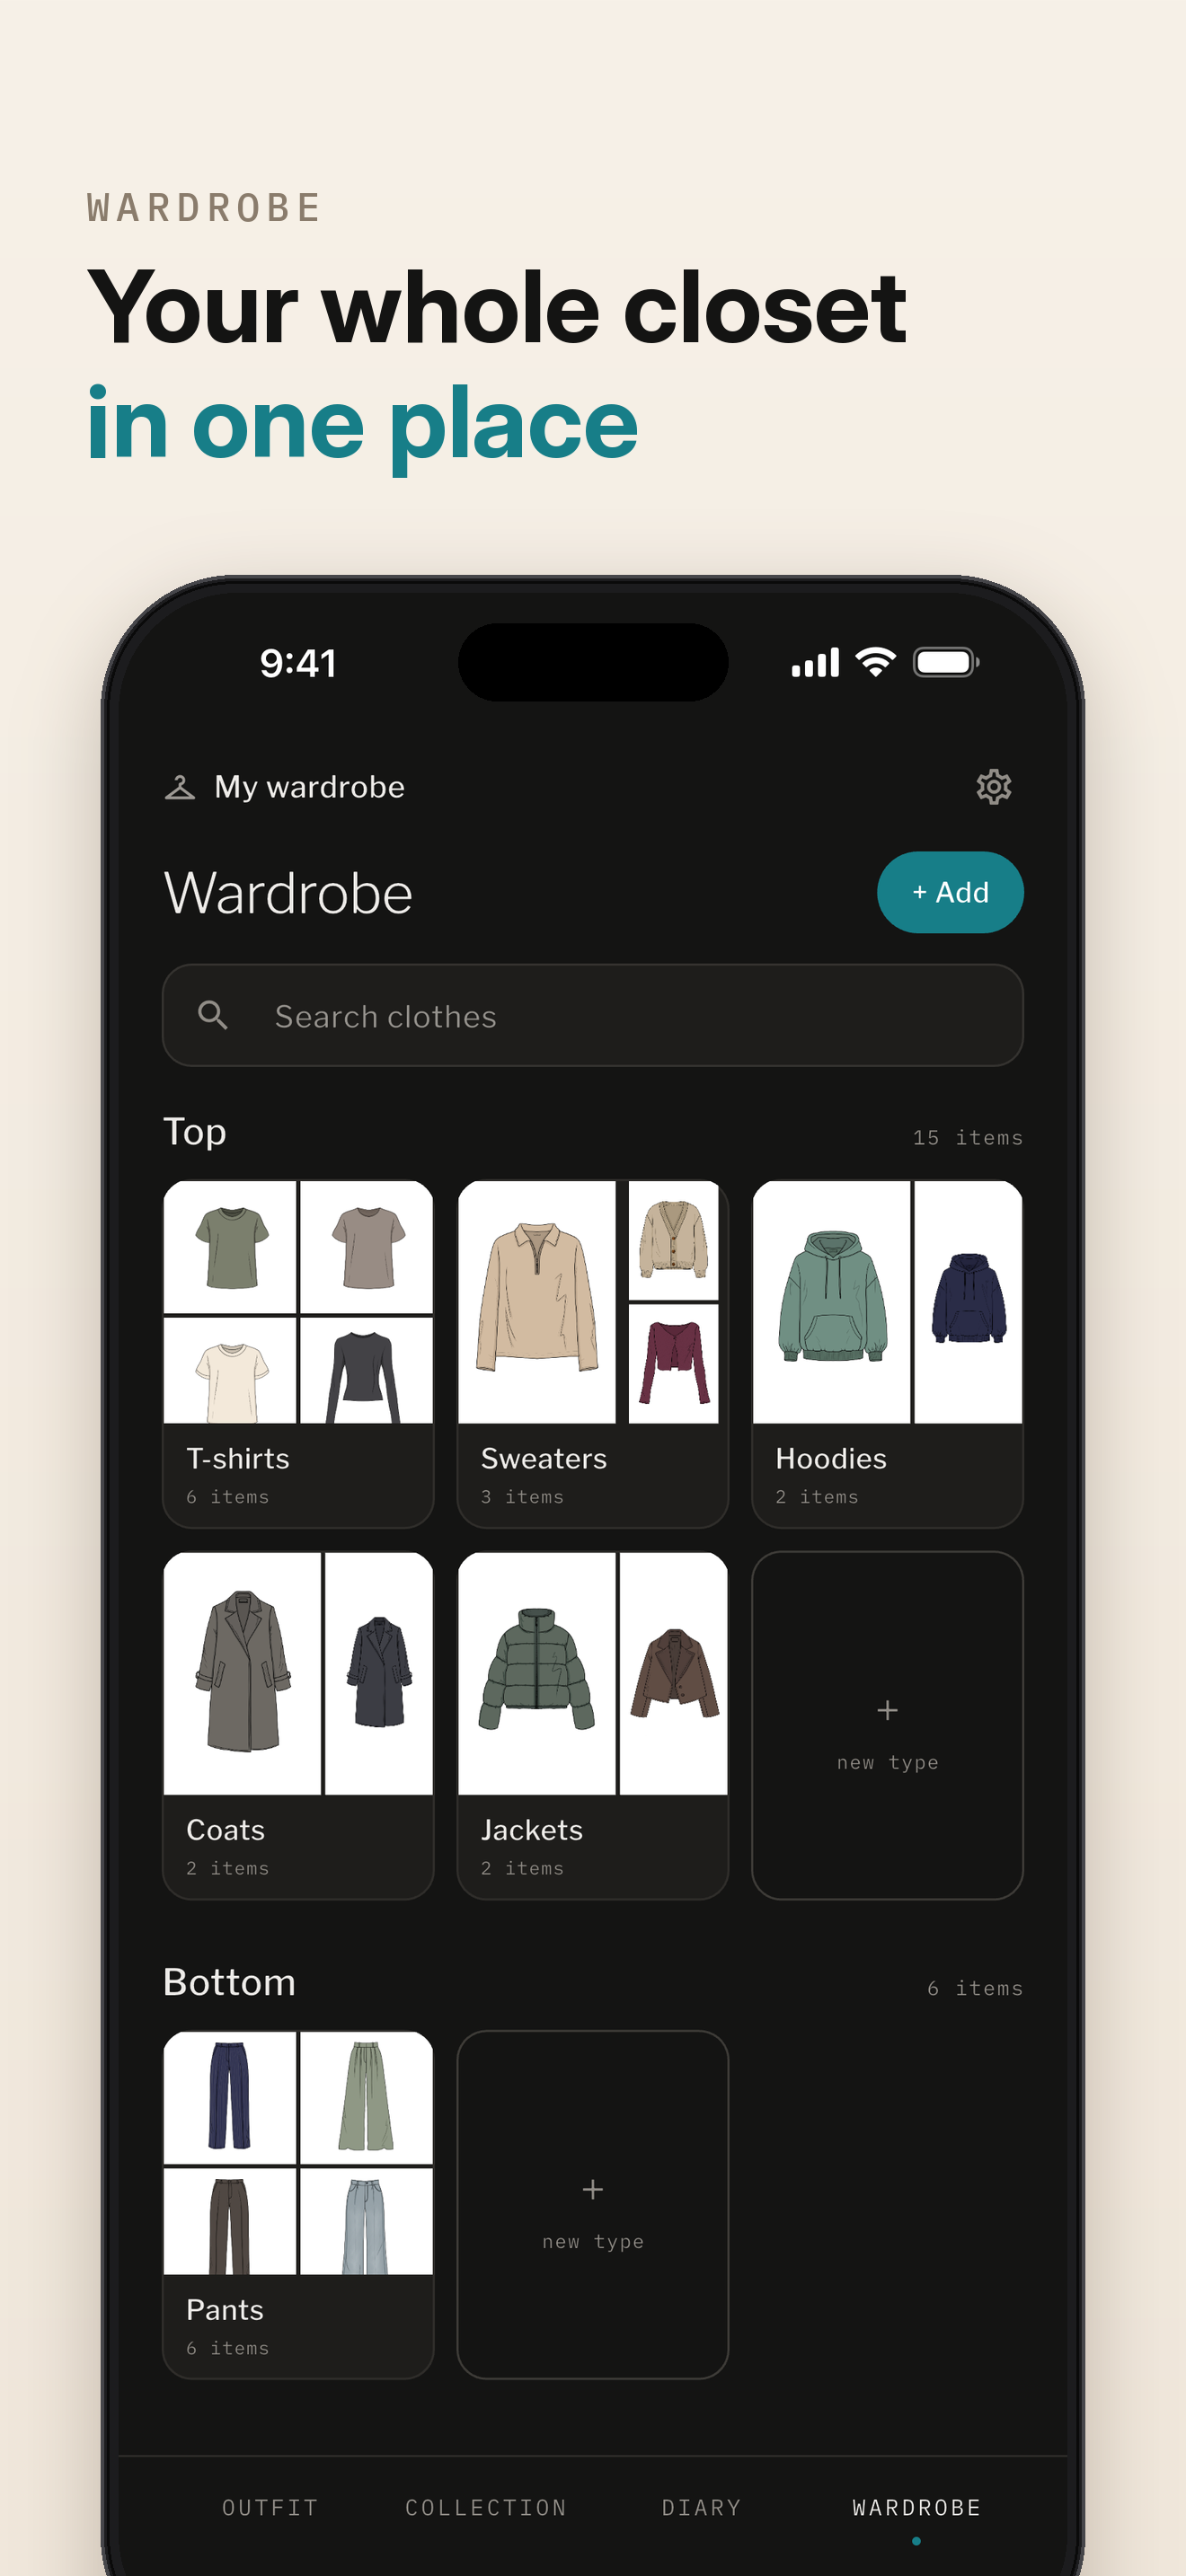 WARDROBE
Your whole closet
in one place
9:41
My wardrobe
Wardrobe
+ Add
Search clothes
Top
15 items
T-shirts
6 items
Sweaters
3 items
Hoodies
2 items
Coats
2 items
Jackets
2 items
+
new type
Bottom
6 items
Pants
6 items
+
new type
OUTFIT
COLLECTION
DIARY
WARDROBE